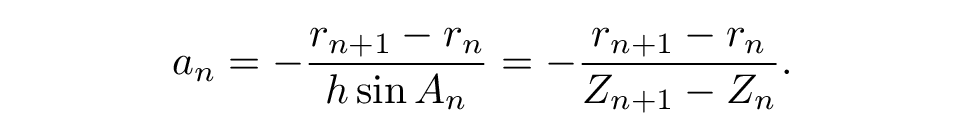 $$a_n = -\frac{r_{n+1} - r_n}{h \sin A_n} = -\frac{r_{n+1} - r_n}{Z_{n+1} - Z_n}.$$